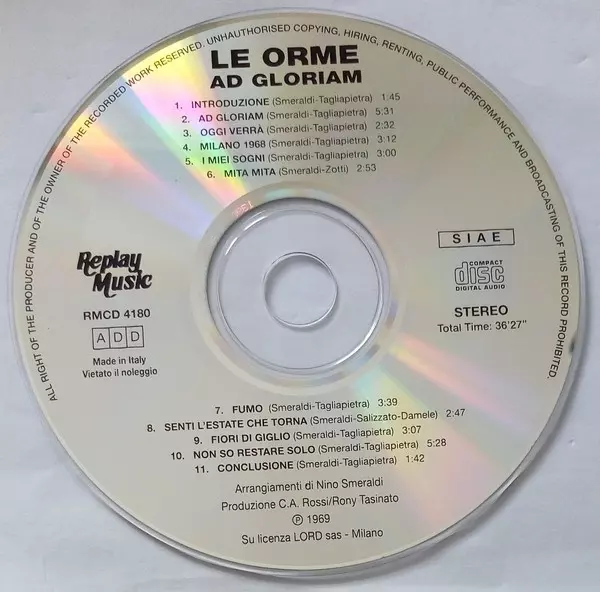 ALL RIGHT OF THE PRODUCER AND OF THE OWNER OF THE RECORDED WORK RESERVED. UNHAUTHORISED COPYING, HIRING, RENTING, PUBLIC PERFORMANCE AND BROADCASTING OF THIS RECORD PROHIBITED.
LE ORME
AD GLORIAM
1. INTRODUZIONE (Smeraldi-Tagliapietra) 1:45
2. AD GLORIAM (Smeraldi-Tagliapietra) 5:31
3. OGGI VERRÀ (Smeraldi-Tagliapietra) 2:32
4. MILANO 1968 (Smeraldi-Tagliapietra) 3:12
5. I MIEI SOGNI (Smeraldi-Tagliapietra) 3:00
6. MITA MITA (Smeraldi-Zotti) 2:53
Replay
Music
RMCD 4180
ADD
Made in Italy
Vietato il noleggio
SIAE
COMPACT
disc
DIGITAL AUDIO
STEREO
Total Time: 36'27"
7. FUMO (Smeraldi-Tagliapietra) 3:39
8. SENTI L'ESTATE CHE TORNA (Smeraldi-Salizzato-Damele) 2:47
9. FIORI DI GIGLIO (Smeraldi-Tagliapietra) 3:07
10. NON SO RESTARE SOLO (Smeraldi-Tagliapietra) 5:28
11. CONCLUSIONE (Smeraldi-Tagliapietra) 1:42
Arrangiamenti di Nino Smeraldi
Produzione C.A. Rossi/Rony Tasinato
℗ 1969
Su licenza LORD sas - Milano